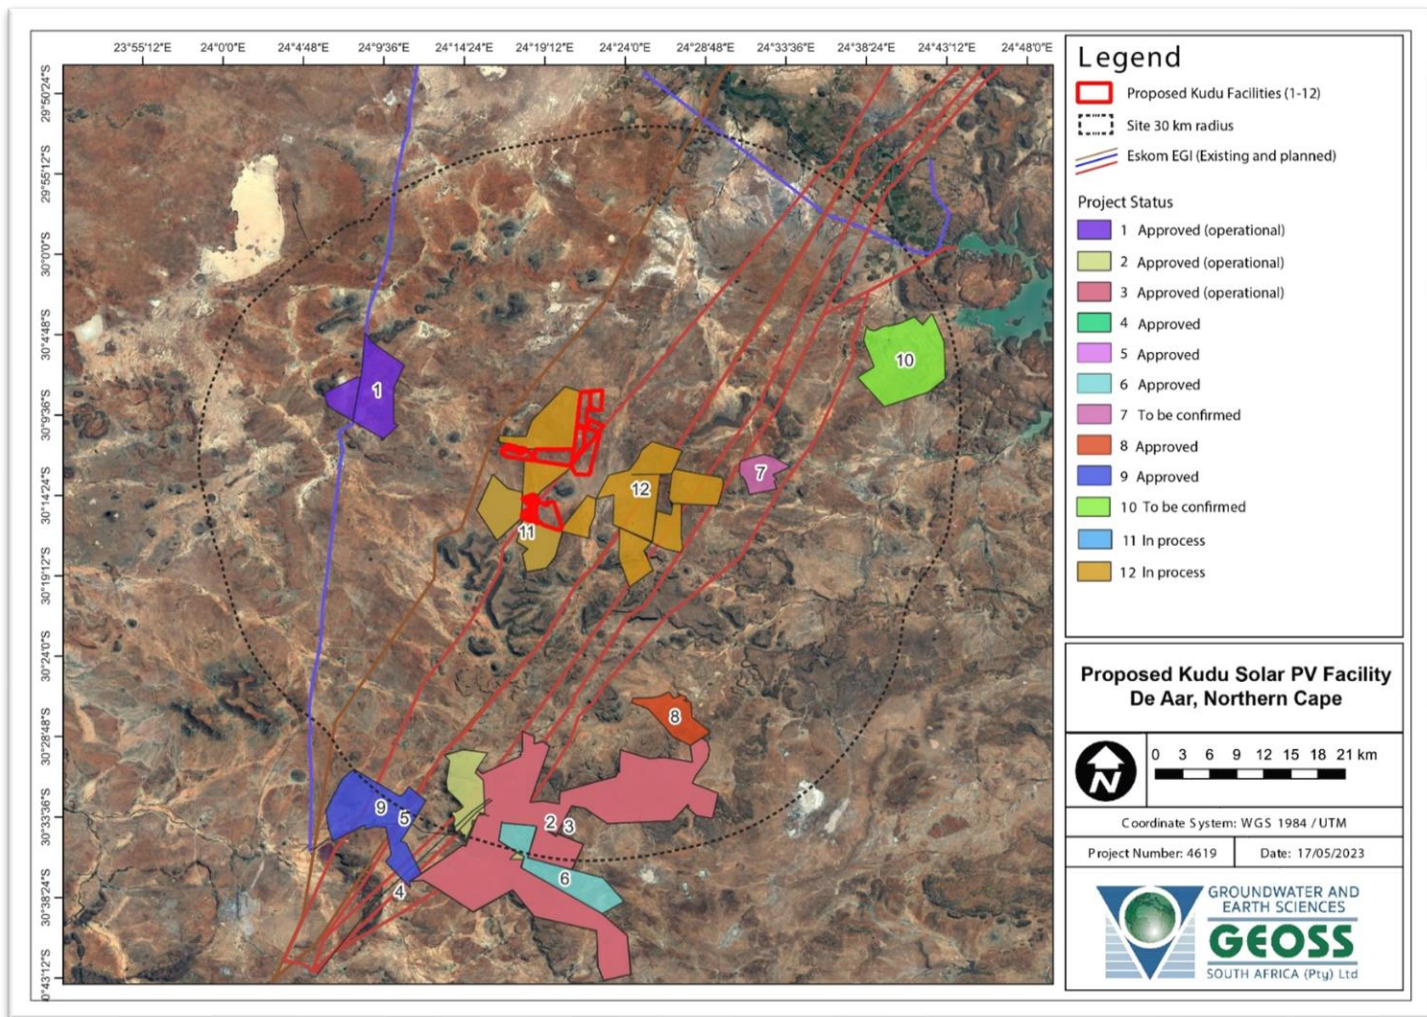 23°55'12"E 24°0'0"E 24°4'48"E 24°9'36"E 24°14'24"E 24°19'12"E 24°24'0"E 24°28'48"E 24°33'36"E 24°38'24"E 24°43'12"E 24°48'0"E
29°50'24"S
29°55'12"S
30°0'0"S
30°4'48"S
30°9'36"S
30°14'24"S
30°19'12"S
30°24'0"S
30°28'48"S
30°33'36"S
30°38'24"S
0°43'12"S
1
10
7
12
11
8
9
5
2
3
6
4
Legend
Proposed Kudu Facilities (1-12)
Site 30 km radius
Eskom EGI (Existing and planned)
Project Status
1 Approved (operational)
2 Approved (operational)
3 Approved (operational)
4 Approved
5 Approved
6 Approved
7 To be confirmed
8 Approved
9 Approved
10 To be confirmed
11 In process
12 In process
Proposed Kudu Solar PV Facility
De Aar, Northern Cape
N
0 3 6 9 12 15 18 21 km
Coordinate System: WGS 1984 / UTM
Project Number: 4619
Date: 17/05/2023
GROUNDWATER AND
EARTH SCIENCES
GEOSS
SOUTH AFRICA (Pty) Ltd